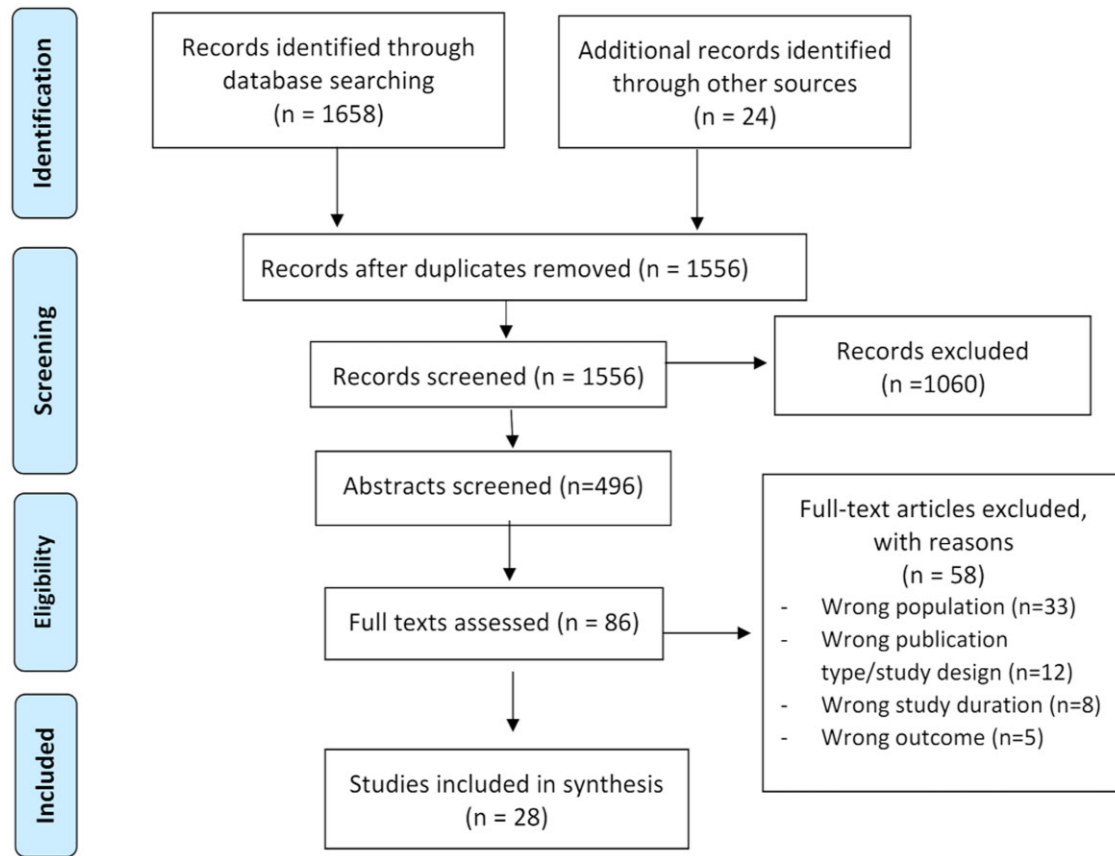 Identification
Records identified through
database searching
(n = 1658)
Additional records identified
through other sources
(n = 24)
Screening
Records after duplicates removed (n = 1556)
Records screened (n = 1556)
Records excluded
(n =1060)
Abstracts screened (n=496)
Eligibility
Full texts assessed (n = 86)
Full-text articles excluded,
with reasons
(n = 58)
- Wrong population (n=33)
- Wrong publication
type/study design (n=12)
- Wrong study duration (n=8)
- Wrong outcome (n=5)
Included
Studies included in synthesis
(n = 28)